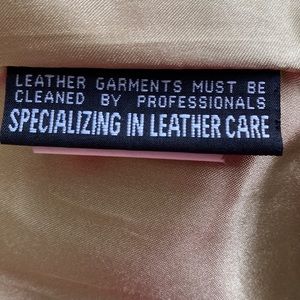 LEATHER GARMENTS MUST BE
CLEANED BY PROFESSIONALS
SPECIALIZING IN LEATHER CARE